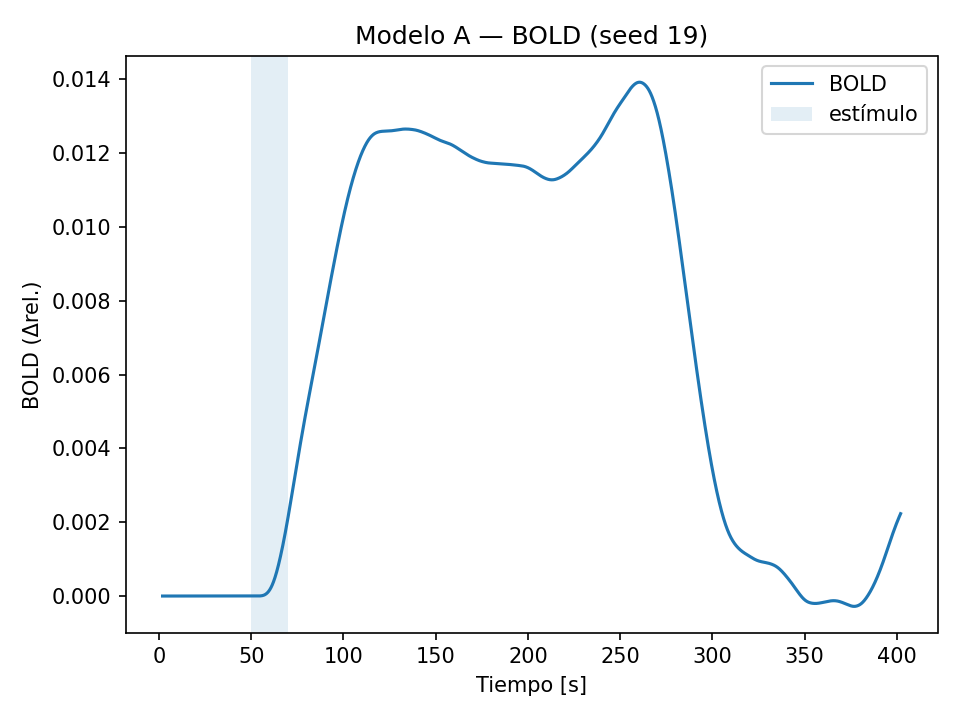 Modelo A — BOLD (seed 19)
BOLD
estímulo
BOLD (Δrel.)
0.014
0.012
0.010
0.008
0.006
0.004
0.002
0.000
0 50 100 150 200 250 300 350 400
Tiempo [s]